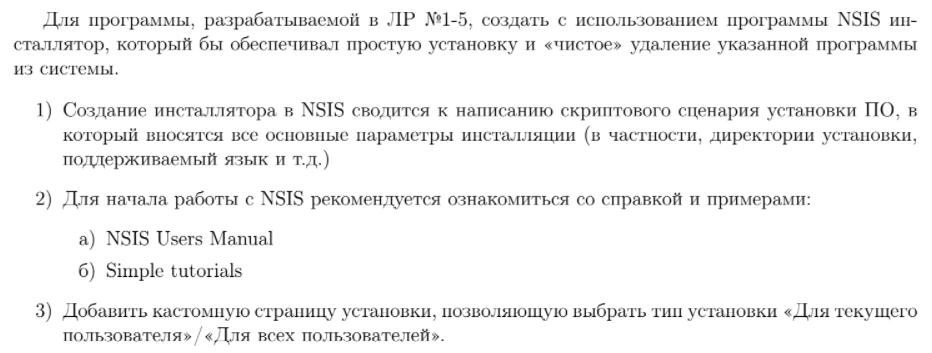 Для программы, разрабатываемой в ЛР №1-5, создать с использованием программы NSIS ин-
сталлятор, который бы обеспечивал простую установку и «чистое» удаление указанной программы
из системы.
1) Создание инсталлятора в NSIS сводится к написанию скриптового сценария установки ПО, в
который вносятся все основные параметры инсталляции (в частности, директории установки,
поддерживаемый язык и т.д.)
2) Для начала работы с NSIS рекомендуется ознакомиться со справкой и примерами:
а) NSIS Users Manual
б) Simple tutorials
3) Добавить кастомную страницу установки, позволяющую выбрать тип установки «Для текущего
пользователя»/«Для всех пользователей».